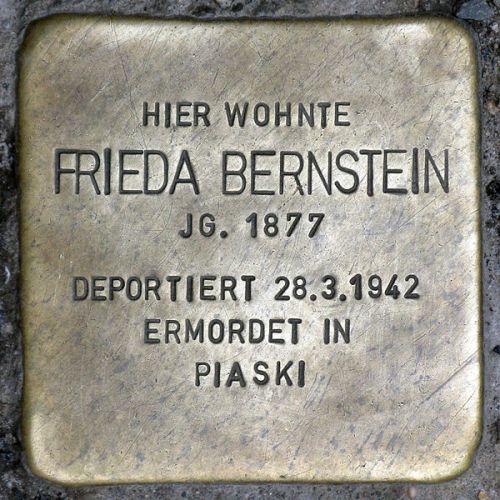 HIER WOHNTE
FRIEDA BERNSTEIN
JG. 1877
DEPORTIERT 28.3.1942
ERMORDET IN
PIASKI